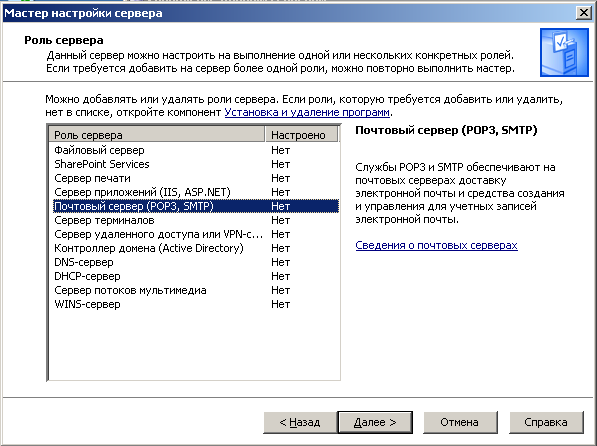 Мастер настройки сервера
Роль сервера
Данный сервер можно настроить на выполнение одной или нескольких конкретных ролей.
Если требуется добавить на сервер более одной роли, можно повторно выполнить мастер.
Можно добавлять или удалять роли сервера. Если роли, которую требуется добавить или удалить,
нет в списке, откройте компонент Установка и удаление программ.
Роль сервера Настроено
Файловый сервер Нет
SharePoint Services Нет
Сервер печати Нет
Сервер приложений (IIS, ASP.NET) Нет
Почтовый сервер (POP3, SMTP) Нет
Сервер терминалов Нет
Сервер удаленного доступа или VPN-с... Нет
Контроллер домена (Active Directory) Нет
DNS-сервер Нет
DHCP-сервер Нет
Сервер потоков мультимедиа Нет
WINS-сервер Нет
Почтовый сервер (POP3, SMTP)
Службы POP3 и SMTP обеспечивают на
почтовых серверах доставку
электронной почты и средства создания
и управления для учетных записей
электронной почты.
Сведения о почтовых серверах
< Назад
Далее >
Отмена
Справка